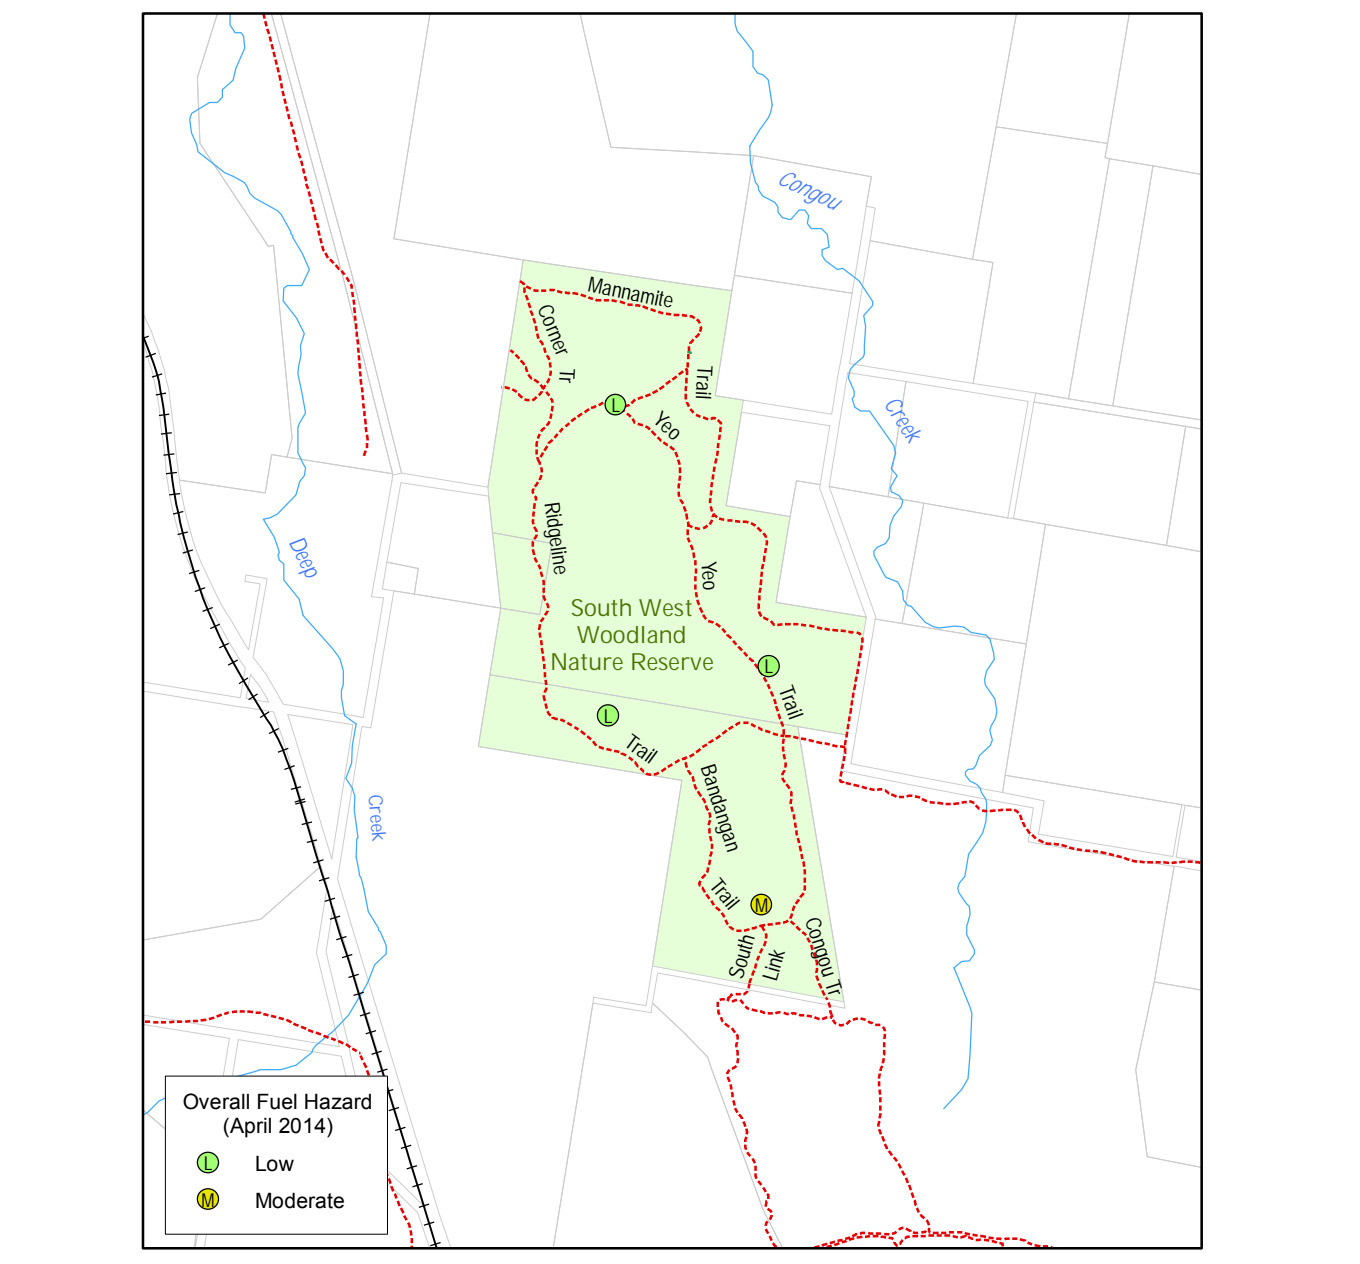 Congou
Mannamite
Corner
Tr
Trail
L
Yeo
Creek
Ridgeline
Deep
Yeo
South West
Woodland
Nature Reserve
L
Trail
L
Trail
Bandangan
Creek
Trail
M
South
Link
Congou Tr
Overall Fuel Hazard
(April 2014)
L Low
M Moderate